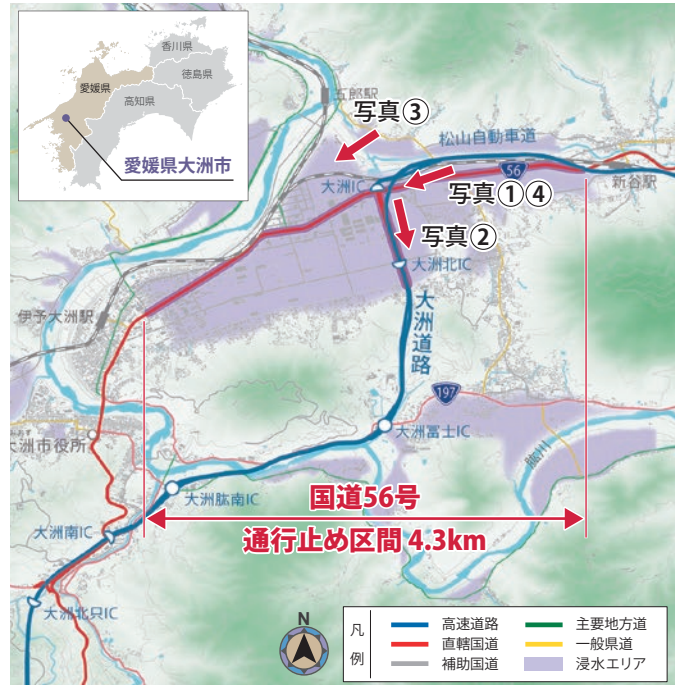 香川県
愛媛県
徳島県
高知県
愛媛県大洲市
五郎駅
写真③
松山自動車道
56
大洲IC
写真①④
新谷駅
写真②
大洲北IC
伊予大洲駅
大洲道路
197
大洲市役所
大洲冨士IC
肱川
大洲肱南IC
国道56号
通行止め区間 4.3km
大洲南IC
大洲北只IC
N
凡例
高速道路
主要地方道
直轄国道
一般県道
補助国道
浸水エリア